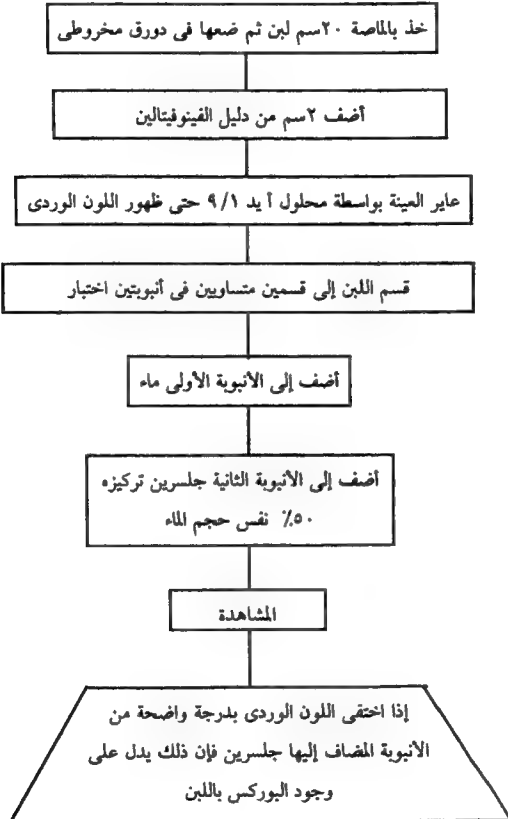 خذ بالماصة ٢٠سم لبن ثم ضعها فى دورق مخروطى
أضف ٢سم من دليل الفينوفيتالين
عاير العينة بواسطة محلول أ يد ٩/١ حتى ظهور اللون الوردى
قسم اللبن إلى قسمين متساويين فى أنبوبتين اختبار
أضف إلى الأنبوبة الأولى ماء
أضف إلى الأنبوبة الثانية جلسرين تركيزه
٥٠٪ نفس حجم الماء
المشاهدة
إذا اختفى اللون الوردى بدرجة واضحة من
الأنبوبة المضاف إليها جلسرين فإن ذلك يدل على
وجود البوركس باللبن